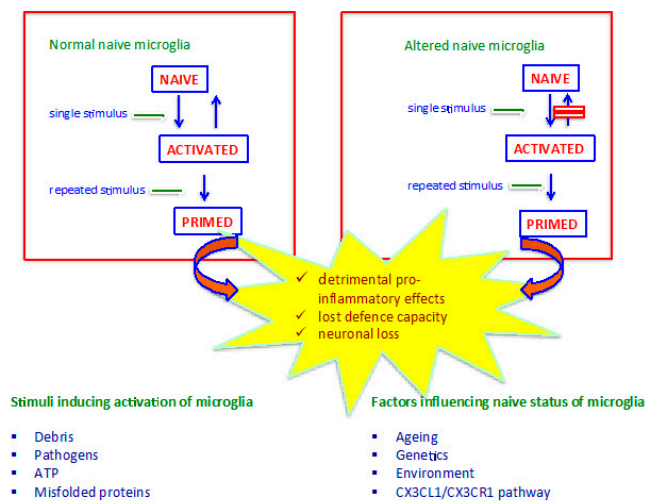 Normal naive microglia
NAIVE
single stimulus
ACTIVATED
repeated stimulus
PRIMED
Altered naive microglia
NAIVE
single stimulus
ACTIVATED
repeated stimulus
PRIMED
✓ detrimental pro-
inflammatory effects
✓ lost defence capacity
✓ neuronal loss
Stimuli inducing activation of microglia
▪ Debris
▪ Pathogens
▪ ATP
▪ Misfolded proteins
Factors influencing naive status of microglia
▪ Ageing
▪ Genetics
▪ Environment
▪ CX3CL1/CX3CR1 pathway